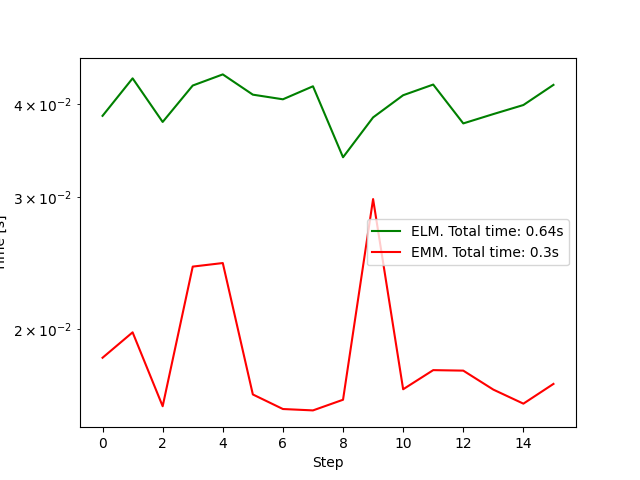 4 × 10⁻²
3 × 10⁻²
2 × 10⁻²
Time [s]
ELM. Total time: 0.64s
EMM. Total time: 0.3s
0 2 4 6 8 10 12 14
Step